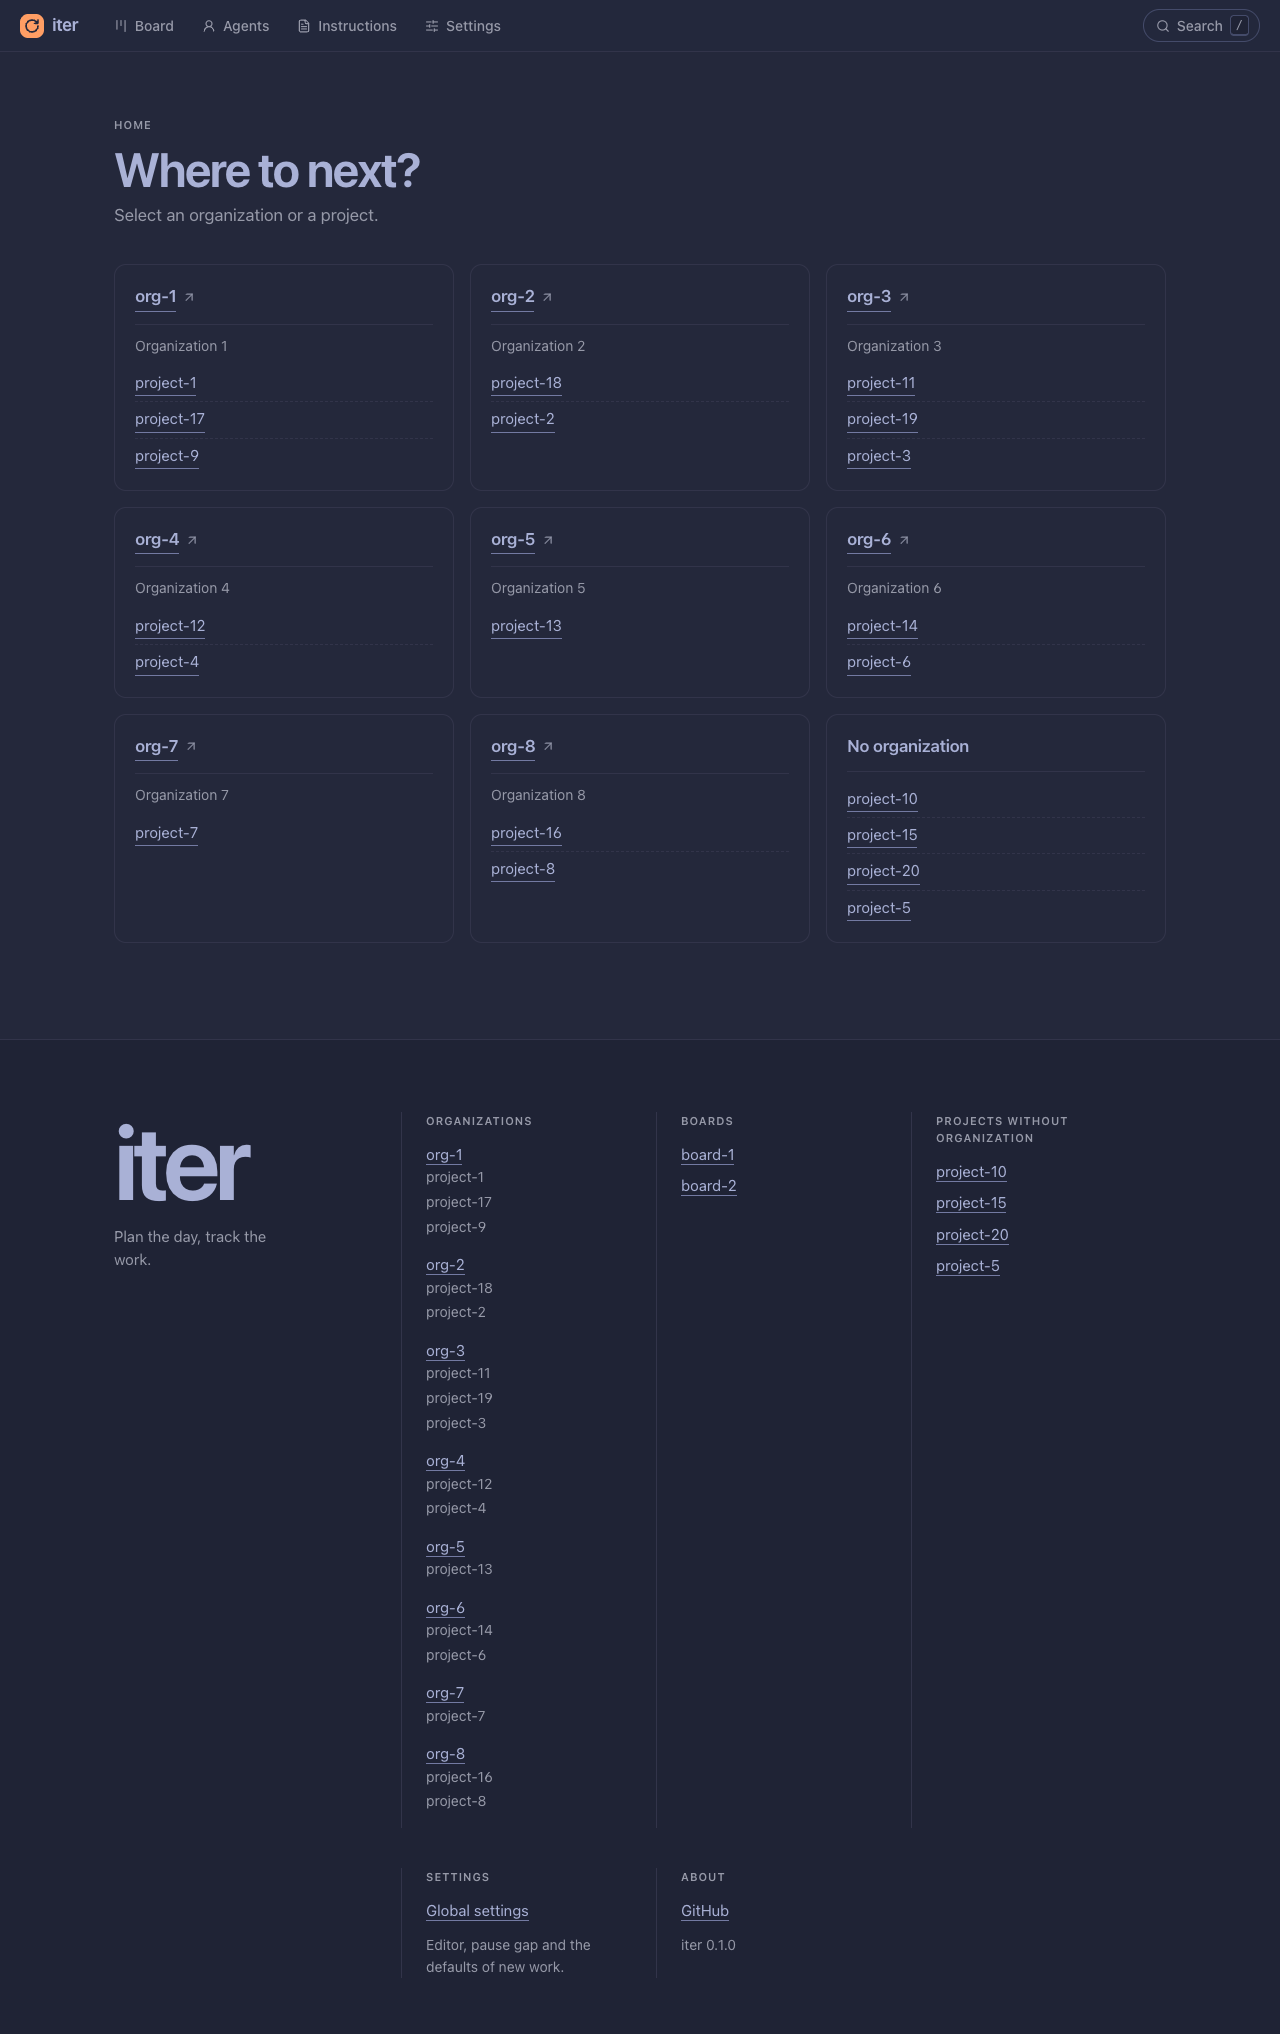 iter
Board
Agents
Instructions
Settings
Search /
HOME
Where to next?
Select an organization or a project.
org-1
Organization 1
project-1
project-17
project-9
org-2
Organization 2
project-18
project-2
org-3
Organization 3
project-11
project-19
project-3
org-4
Organization 4
project-12
project-4
org-5
Organization 5
project-13
org-6
Organization 6
project-14
project-6
org-7
Organization 7
project-7
org-8
Organization 8
project-16
project-8
No organization
project-10
project-15
project-20
project-5
iter
Plan the day, track the
work.
ORGANIZATIONS
org-1
project-1
project-17
project-9
org-2
project-18
project-2
org-3
project-11
project-19
project-3
org-4
project-12
project-4
org-5
project-13
org-6
project-14
project-6
org-7
project-7
org-8
project-16
project-8
BOARDS
board-1
board-2
PROJECTS WITHOUT
ORGANIZATION
project-10
project-15
project-20
project-5
SETTINGS
Global settings
Editor, pause gap and the
defaults of new work.
ABOUT
GitHub
iter 0.1.0